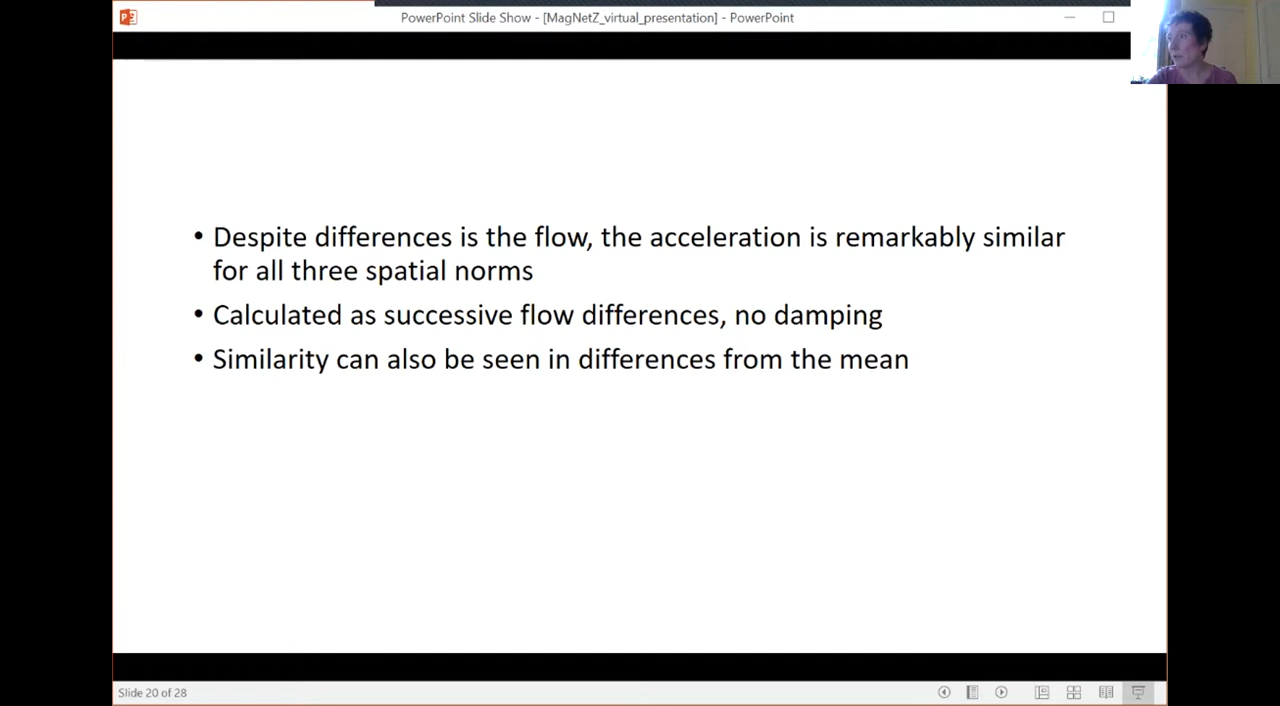 PowerPoint Slide Show - [MagNetZ_virtual_presentation] - PowerPoint
• Despite differences is the flow, the acceleration is remarkably similar
for all three spatial norms
• Calculated as successive flow differences, no damping
• Similarity can also be seen in differences from the mean
Slide 20 of 28